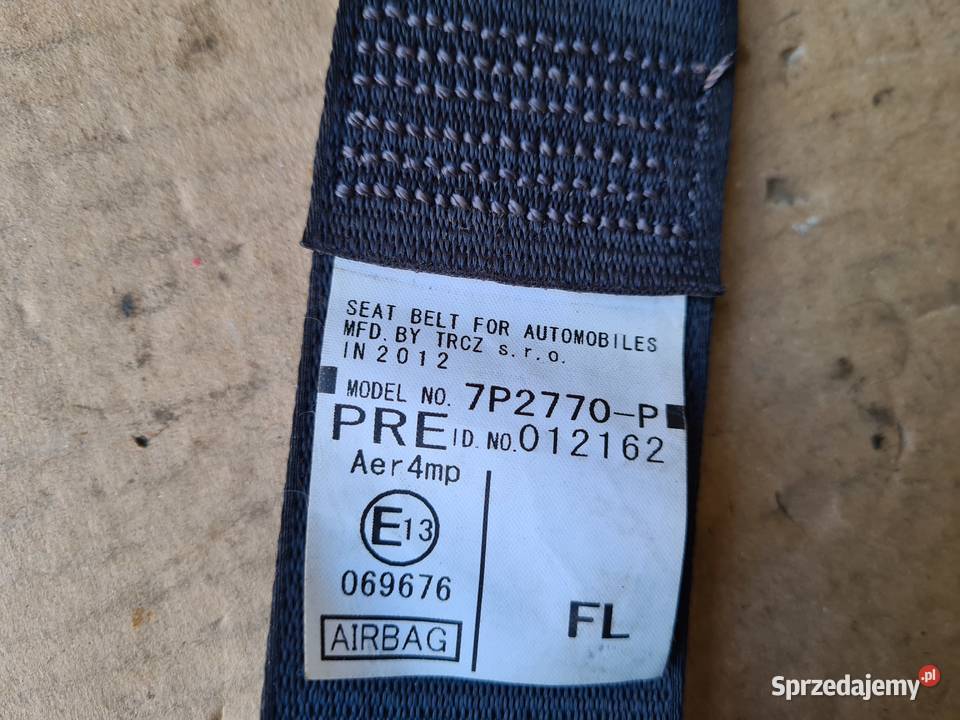 SEAT BELT FOR AUTOMOBILES
MFD. BY TRCZ s.r.o.
IN 2012
MODEL NO. 7P2770-P
PRE ID. NO. 012162
Aer4mp
E13
069676
AIRBAG
FL
Sprzedajemy.pl